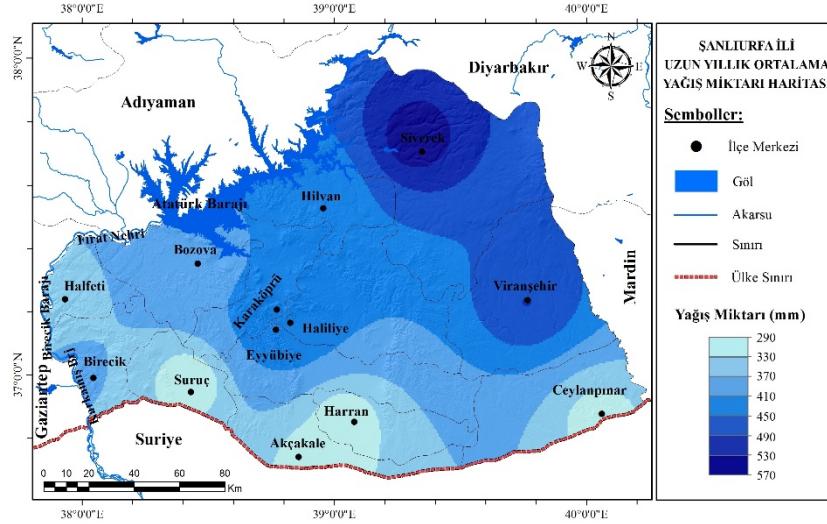 38°0'0"E
39°0'0"E
40°0'0"E
38°0'0"N
37°0'0"N
Adıyaman
Diyarbakır
N
W
E
S
Siverek
Hilvan
Atatürk Barajı
Fırat Nehri
Bozova
Halfeti
Karaköprü
Haliliye
Eyyübiye
Viranşehir
Mardin
Birecik Barajı
Gaziantep
Birecik
Karkamış Brj
Suruç
Harran
Akçakale
Ceylanpınar
Suriye
0
10
20
40
60
80
Km
38°0'0"E
39°0'0"E
40°0'0"E
ŞANLIURFA İLİ
UZUN YILLIK ORTALAMA
YAĞIŞ MİKTARI HARİTASI
Semboller:
İlçe Merkezi
Göl
Akarsu
Sınırı
Ülke Sınırı
Yağış Miktarı (mm)
290
330
370
410
450
490
530
570